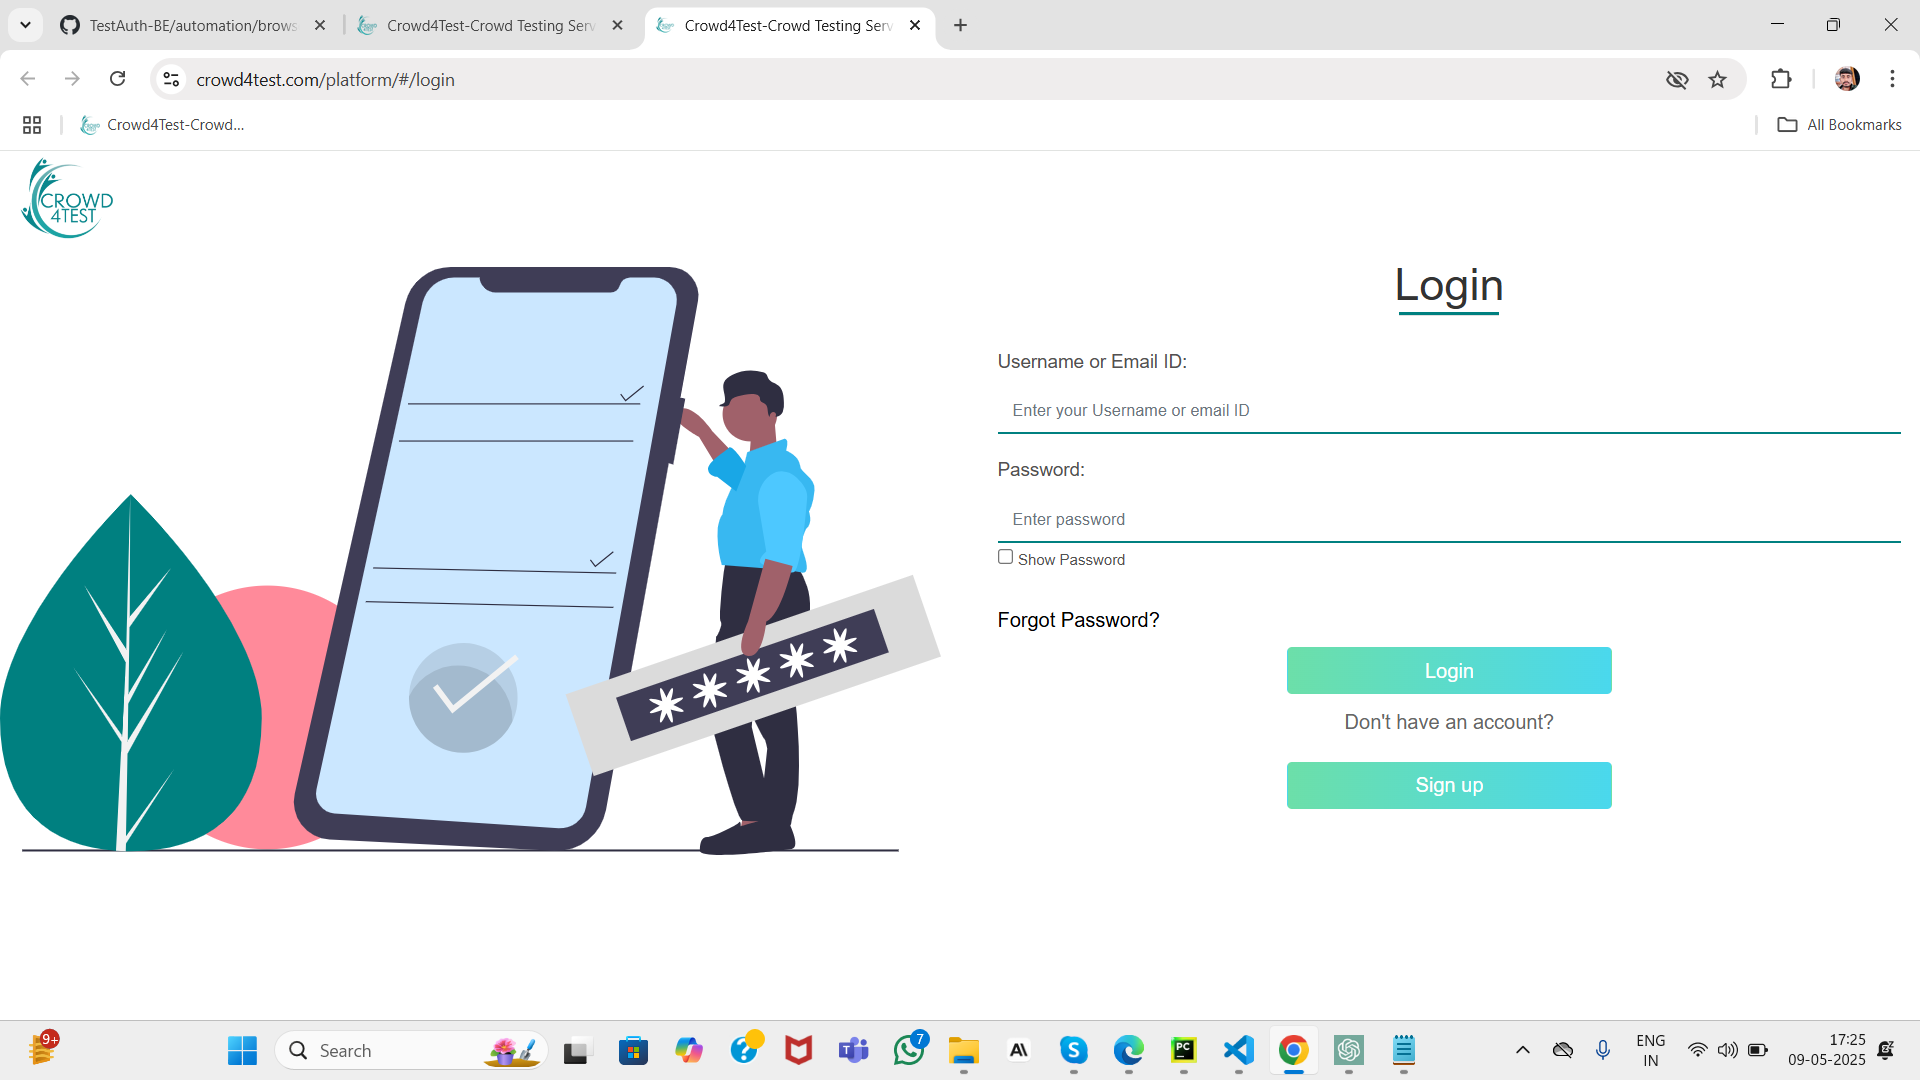 TestAuth-BE/automation/brows
Crowd4Test-Crowd Testing Serv
Crowd4Test-Crowd Testing Serv
crowd4test.com/platform/#/login
Crowd4Test-Crowd...
All Bookmarks
CROWD
4TEST
Login
Username or Email ID:
Enter your Username or email ID
Password:
Enter password
Show Password
Forgot Password?
Login
Don't have an account?
Sign up
9+
Search
7
PC
ENG
IN
17:25
09-05-2025